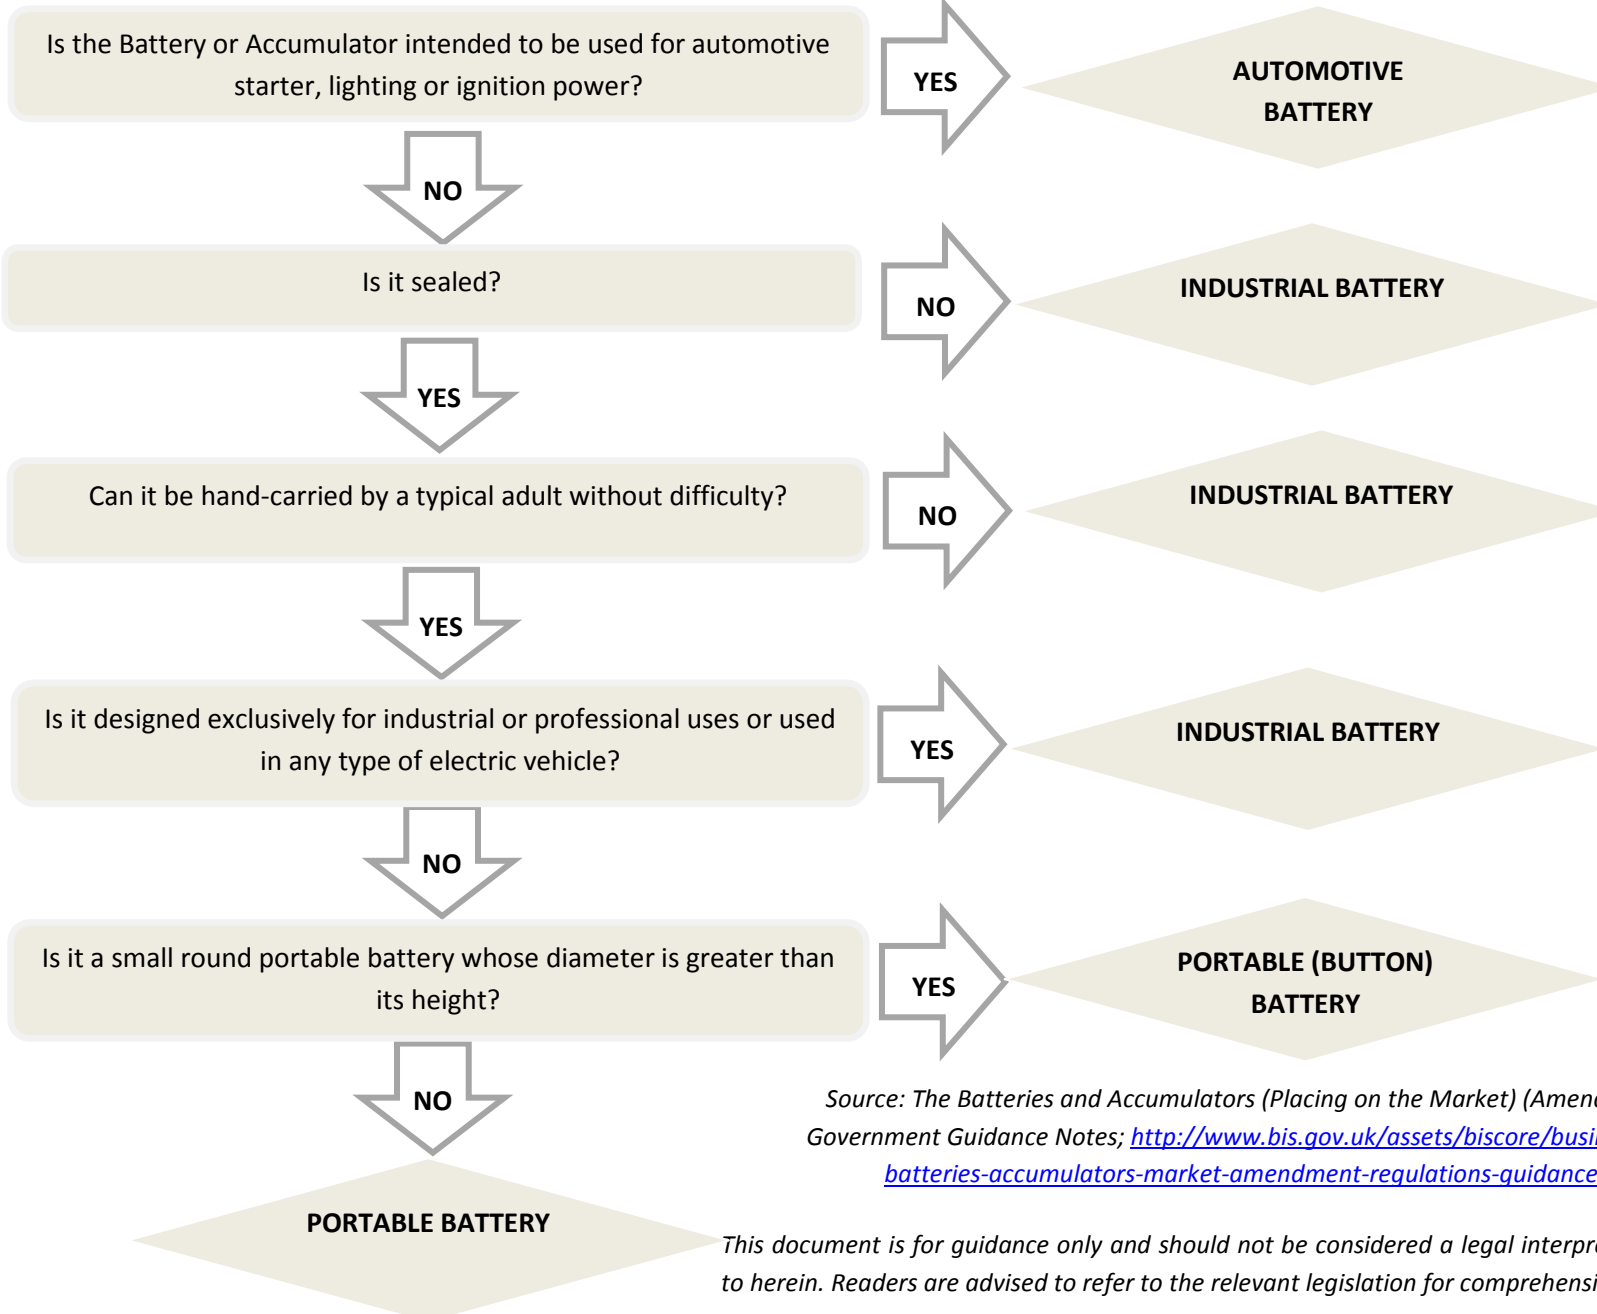 Is the Battery or Accumulator intended to be used for automotive
starter, lighting or ignition power?
YES
AUTOMOTIVE
BATTERY
NO
Is it sealed?
NO
INDUSTRIAL BATTERY
YES
Can it be hand-carried by a typical adult without difficulty?
NO
INDUSTRIAL BATTERY
YES
Is it designed exclusively for industrial or professional uses or used
in any type of electric vehicle?
YES
INDUSTRIAL BATTERY
NO
Is it a small round portable battery whose diameter is greater than
its height?
YES
PORTABLE (BUTTON)
BATTERY
NO
PORTABLE BATTERY
Source: The Batteries and Accumulators (Placing on the Market)
Government Guidance Notes; http://www.bis.gov.uk/assets/biscore/
batteries-accumulators-market-amendment-regulations-guidance
This document is for guidance only and should not be considered a legal
to herein. Readers are advised to refer to the relevant legislation for